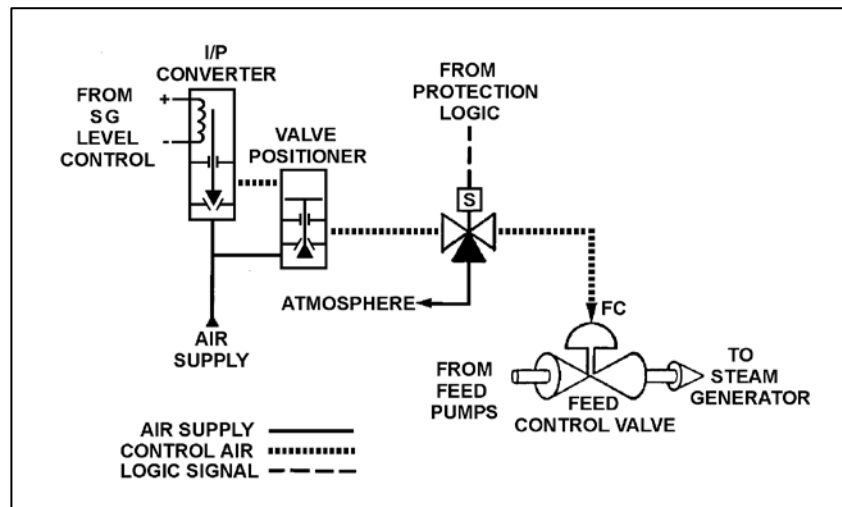 I/P
CONVERTER
FROM
SG
LEVEL
CONTROL
+
-
VALVE
POSITIONER
FROM
PROTECTION
LOGIC
S
ATMOSPHERE
AIR
SUPPLY
FC
FROM
FEED
PUMPS
FEED
CONTROL VALVE
TO
STEAM
GENERATOR
AIR SUPPLY
CONTROL AIR
LOGIC SIGNAL